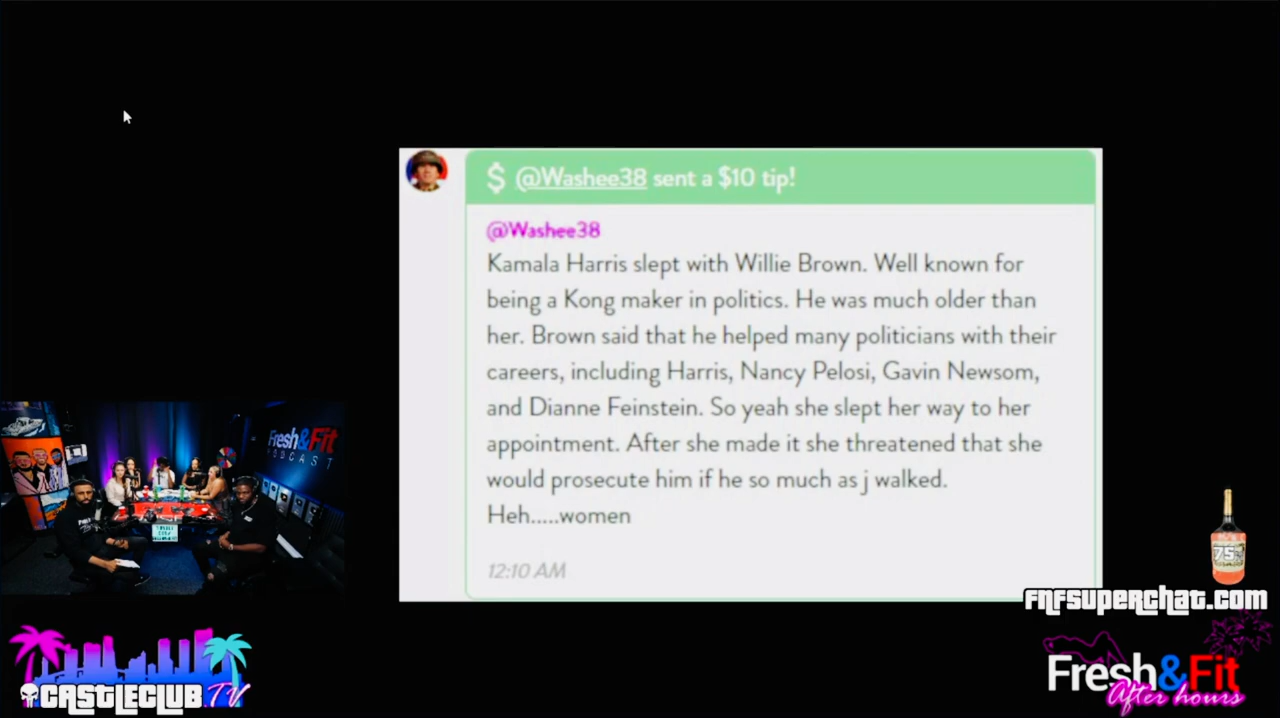 $ @Washee38 sent a $10 tip!
@Washee38
Kamala Harris slept with Willie Brown. Well known for
being a Kong maker in politics. He was much older than
her. Brown said that he helped many politicians with their
careers, including Harris, Nancy Pelosi, Gavin Newsom,
and Dianne Feinstein. So yeah she slept her way to her
appointment. After she made it she threatened that she
would prosecute him if he so much as j walked.
Heh.....women
12:10 AM
Fresh&Fit
PODCAST
75
FNFSUPERCHAT.COM
CASTLECLUB.TV
Fresh&Fit
After hours